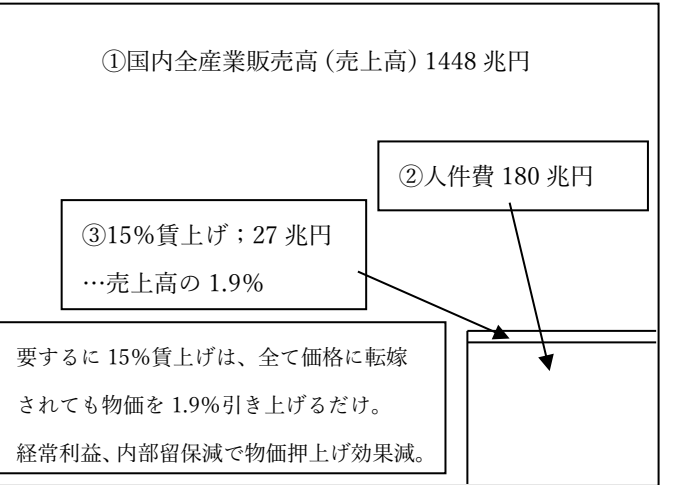 ①国内全産業販売高(売上高)1448 兆円
②人件費 180 兆円
③15%賃上げ；27 兆円
…売上高の 1.9%
要するに 15%賃上げは、全て価格に転嫁
されても物価を 1.9%引き上げるだけ。
経常利益、内部留保減で物価押上げ効果減。